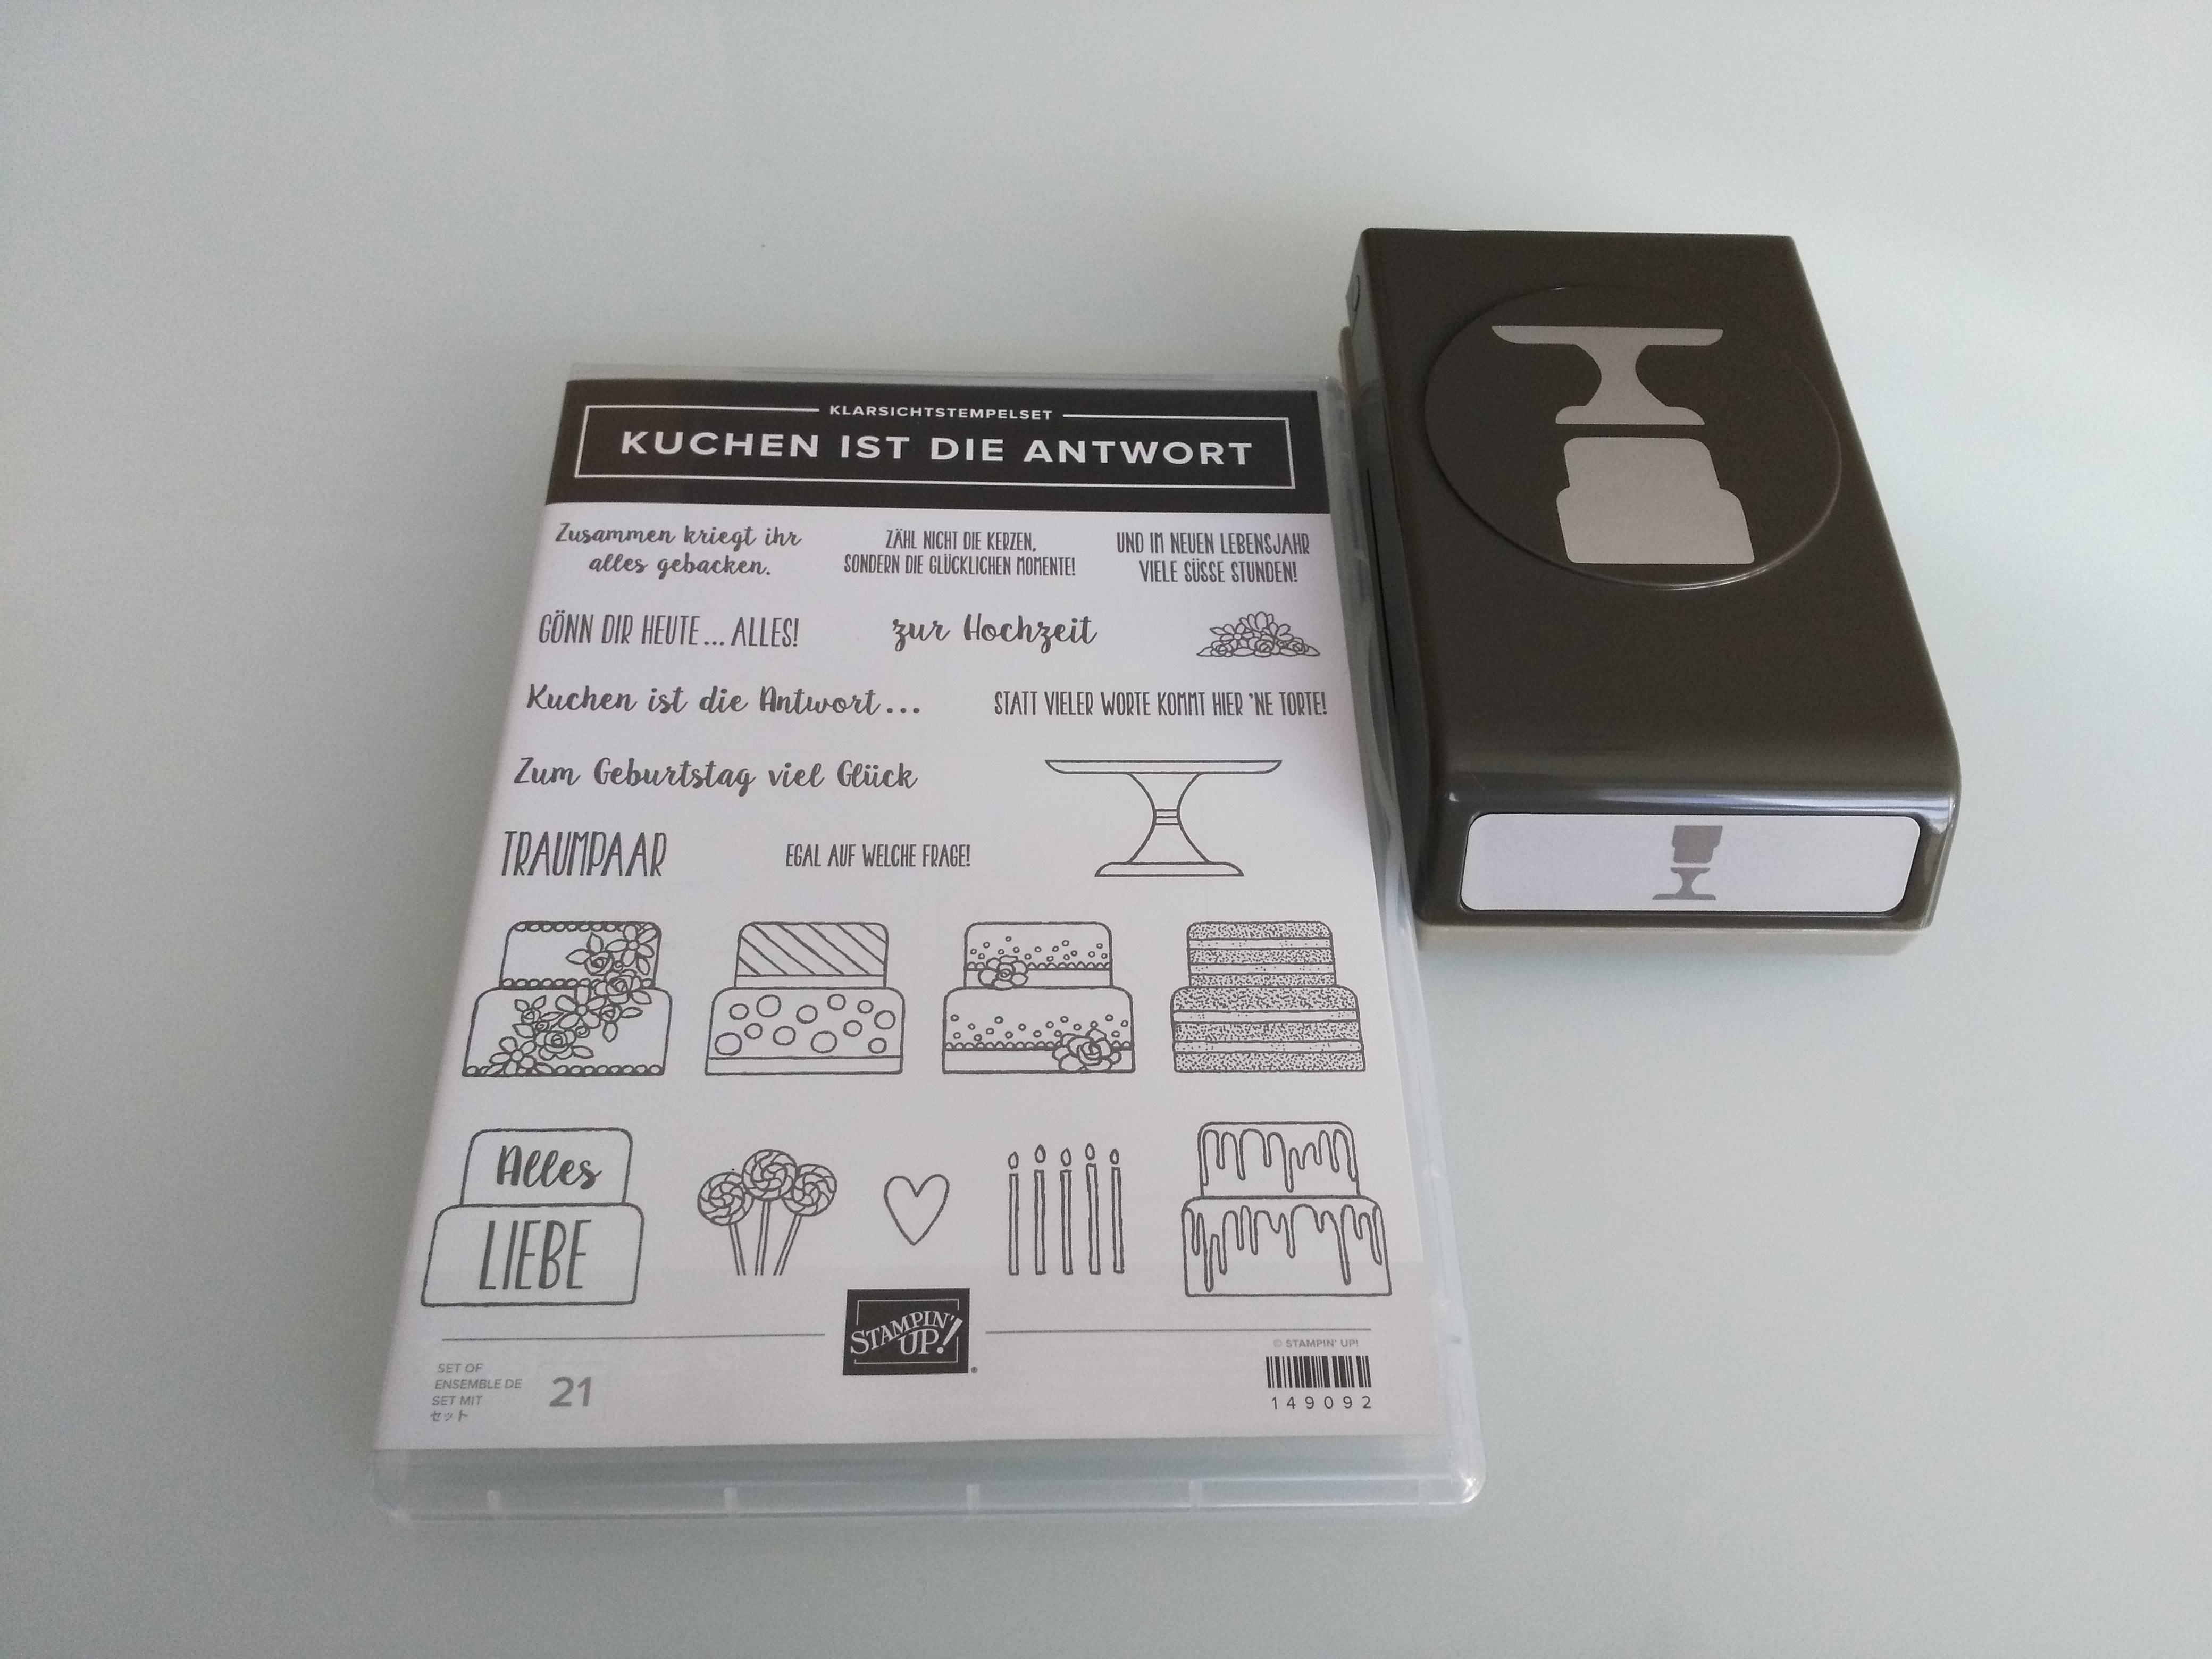 KLARSICHTSTEMPELSET
KUCHEN IST DIE ANTWORT
Zusammen kriegt ihr
alles gebacken.
ZÄHL NICHT DIE KERZEN,
SONDERN DIE GLÜCKLICHEN MOMENTE!
UND IM NEUEN LEBENSJAHR
VIELE SÜSSE STUNDEN!
GÖNN DIR HEUTE... ALLES!
zur Hochzeit
Kuchen ist die Antwort...
STATT VIELER WORTE KOMMT HIER 'NE TORTE!
Zum Geburtstag viel Glück
TRAUMPAAR
EGAL AUF WELCHE FRAGE!
Alles
LIEBE
STAMPIN'
UP!®
SET OF
ENSEMBLE DE
SET MIT
セット
21
© STAMPIN' UP!
149092